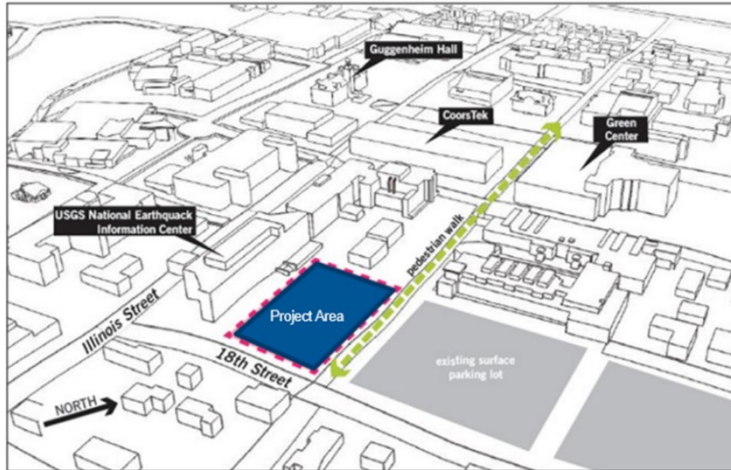 Guggenheim Hall
CoorsTek
Green
Center
USGS National Earthquack
Information Center
pedestrian walk
Project Area
Illinois Street
18th Street
existing surface
parking lot
NORTH